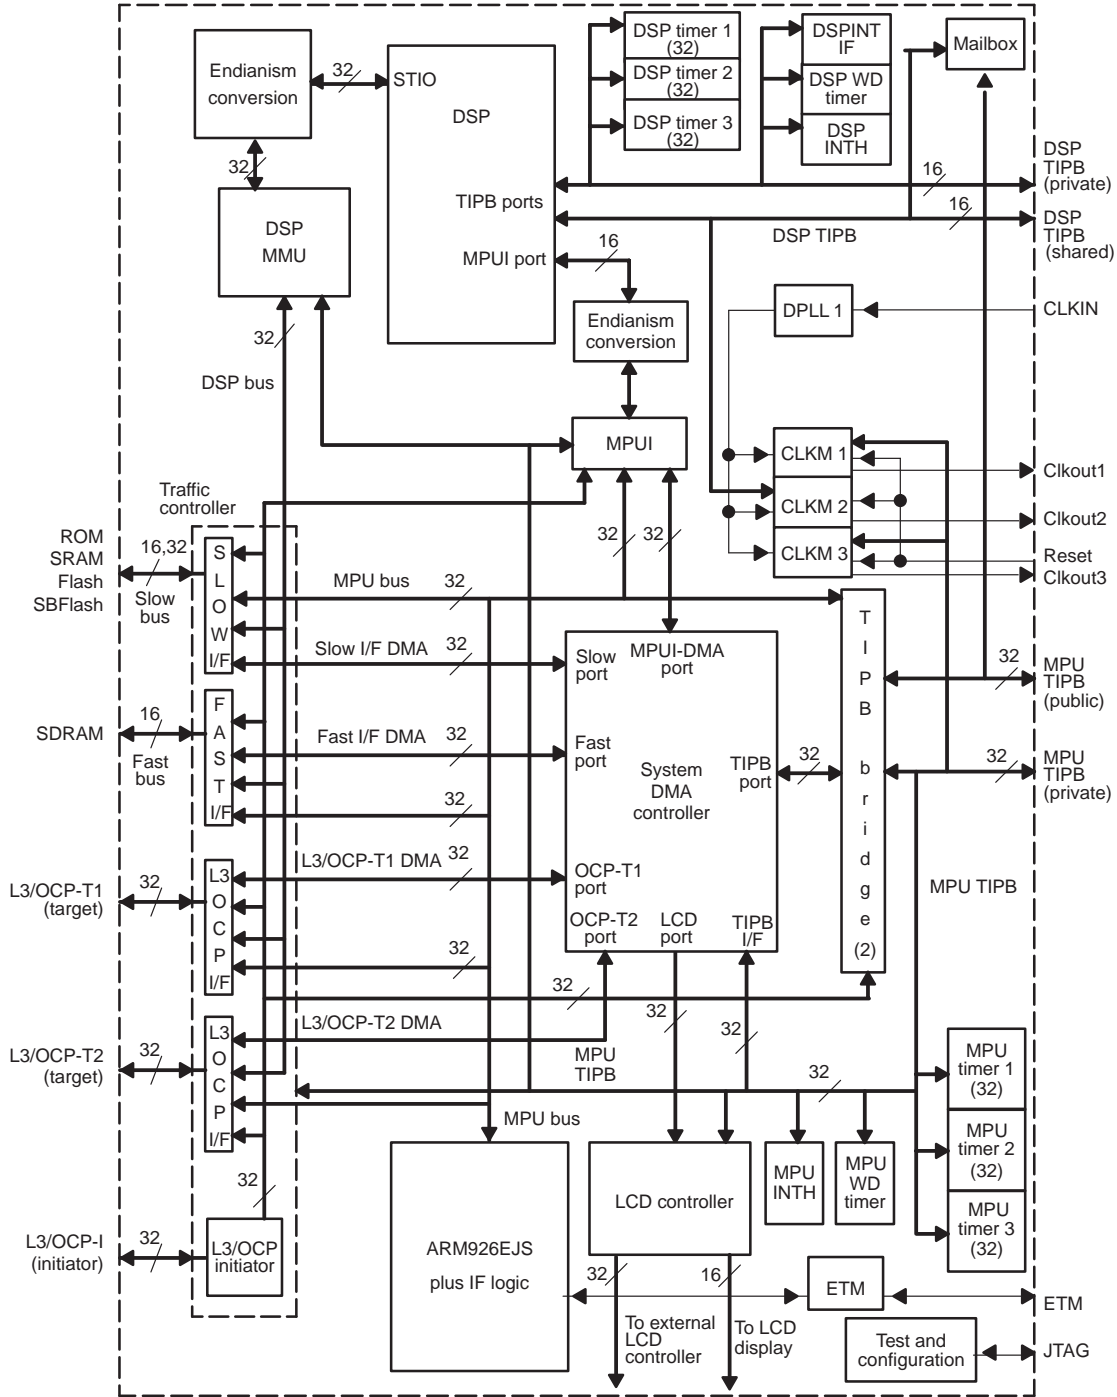 Endianism
conversion
32
STIO
DSP
DSP timer 1
(32)
DSP timer 2
(32)
DSP timer 3
(32)
DSPINT
IF
DSP WD
timer
DSP
INTH
Mailbox
32
DSP
MMU
TIPB ports
MPUI port
16
DSP
TIPB
(private)
16
DSP TIPB
DSP
TIPB
(shared)
16
Endianism
conversion
DPLL 1
CLKIN
32
DSP bus
MPUI
CLKM 1
CLKM 2
CLKM 3
Clkout1
Clkout2
Reset
Clkout3
Traffic
controller
ROM
SRAM
Flash
SBFlash
16,32
Slow
bus
S
L
O
W
I/F
32
32
MPU bus
32
Slow I/F DMA
32
Slow
port
MPUI-DMA
port
T
I
P
B
b
r
i
d
g
e
(2)
32
MPU
TIPB
(public)
SDRAM
16
Fast
bus
F
A
S
T
I/F
Fast I/F DMA
32
Fast
port
System
DMA
controller
TIPB
port
32
32
MPU
TIPB
(private)
32
L3/OCP-T1
(target)
32
L3
O
C
P
I/F
L3/OCP-T1 DMA
32
OCP-T1
port
OCP-T2
port
LCD
port
TIPB
I/F
MPU TIPB
32
32
L3/OCP-T2
(target)
32
L3
O
C
P
I/F
L3/OCP-T2 DMA
32
32
MPU
TIPB
32
MPU bus
MPU
timer 1
(32)
MPU
timer 2
(32)
MPU
timer 3
(32)
32
L3/OCP-I
(initiator)
32
L3/OCP
initiator
ARM926EJS
plus IF logic
LCD controller
MPU
INTH
MPU
WD
timer
32
16
ETM
ETM
To external
LCD
controller
To LCD
display
Test and
configuration
JTAG